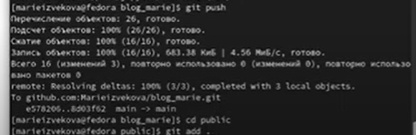 [marieizvekova@fedora blog_marie]$ git push
Перечисление объектов: 26, готово.
Подсчет объектов: 100% (26/26), готово.
Сжатие объектов: 100% (16/16), готово.
Запись объектов: 100% (16/16), 683.38 КиБ | 4.56 МиБ/с, готово.
Всего 16 (изменений 3), повторно использовано 0 (изменений 0), повторно использо
вано пакетов 0
remote: Resolving deltas: 100% (3/3), completed with 3 local objects.
To github.com:Marieizvekova/blog_marie.git
e578206..8d03f62  main -> main
[marieizvekova@fedora blog_marie]$ cd public
[marieizvekova@fedora public]$ git add .